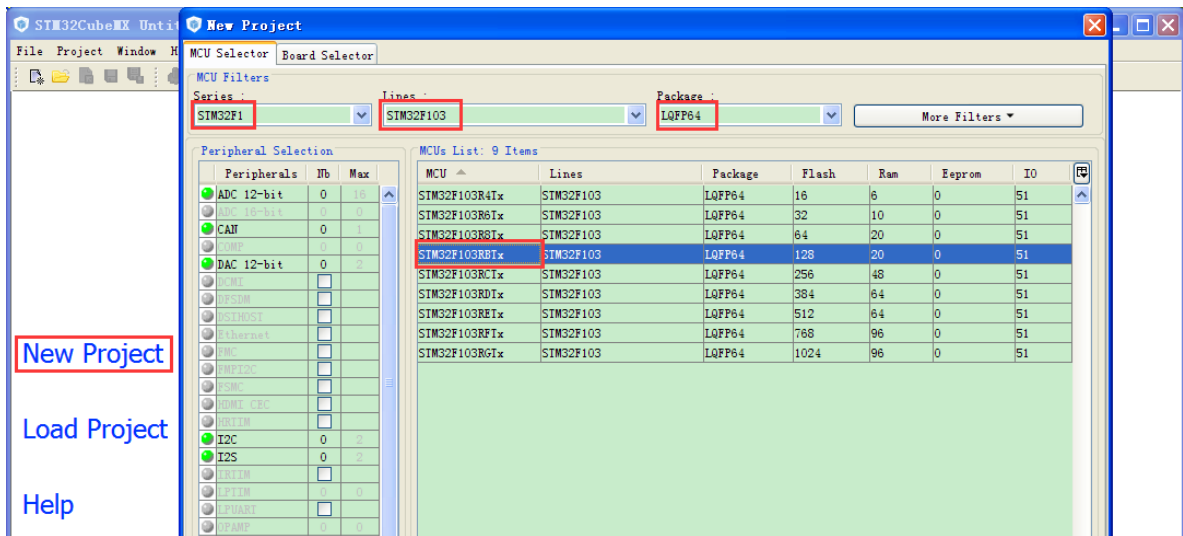 STM32CubeMX Untit
New Project
File Project Window H
MCU Selector Board Selector
MCU Filters
Series : Lines : Package :
STM32F1 STM32F103 LQFP64 More Filters
Peripheral Selection
Peripherals Nb Max
ADC 12-bit 0 16
ADC 16-bit 0 0
CAN 0 1
COMP 0 0
DAC 12-bit 0 2
DCMI
DFSDM
DSIHOST
Ethernet
FMC
FMPI2C
FSMC
HDMI CEC
HRTIM
I2C 0 2
I2S 0 2
IRTIM
LPTIM 0 0
LPUART
OPAMP 0 0
MCUs List: 9 Items
MCU Lines Package Flash Ram Eeprom IO
STM32F103R4Tx STM32F103 LQFP64 16 6 0 51
STM32F103R6Tx STM32F103 LQFP64 32 10 0 51
STM32F103R8Tx STM32F103 LQFP64 64 20 0 51
STM32F103RBTx STM32F103 LQFP64 128 20 0 51
STM32F103RCTx STM32F103 LQFP64 256 48 0 51
STM32F103RDTx STM32F103 LQFP64 384 64 0 51
STM32F103RETx STM32F103 LQFP64 512 64 0 51
STM32F103RFTx STM32F103 LQFP64 768 96 0 51
STM32F103RGTx STM32F103 LQFP64 1024 96 0 51
New Project
Load Project
Help